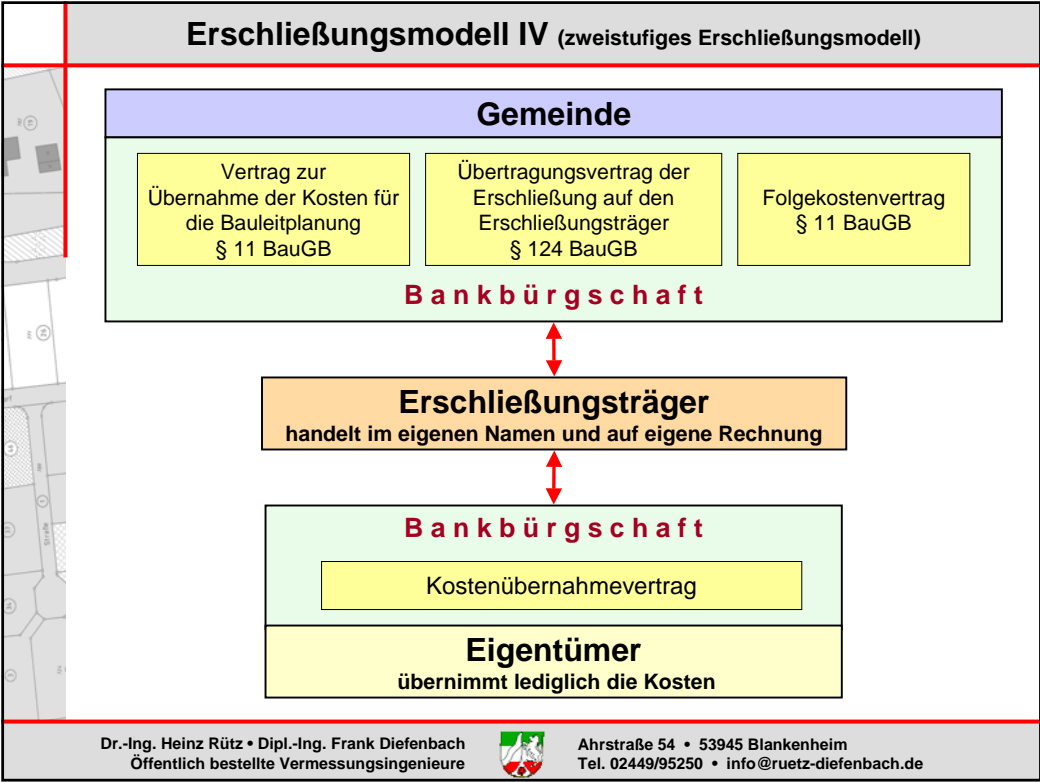 Erschließungsmodell IV (zweistufiges Erschließungsmodell)
Gemeinde
Vertrag zur
Übernahme der Kosten für
die Bauleitplanung
§ 11 BauGB
Übertragungsvertrag der
Erschließung auf den
Erschließungsträger
§ 124 BauGB
Folgekostenvertrag
§ 11 BauGB
Bankbürgschaft
Erschließungsträger
handelt im eigenen Namen und auf eigene Rechnung
Bankbürgschaft
Kostenübernahmevertrag
Eigentümer
übernimmt lediglich die Kosten
Straße
Dr.-Ing. Heinz Rütz • Dipl.-Ing. Frank Diefenbach
Öffentlich bestellte Vermessungsingenieure
Ahrstraße 54 • 53945 Blankenheim
Tel. 02449/95250 • info@ruetz-diefenbach.de